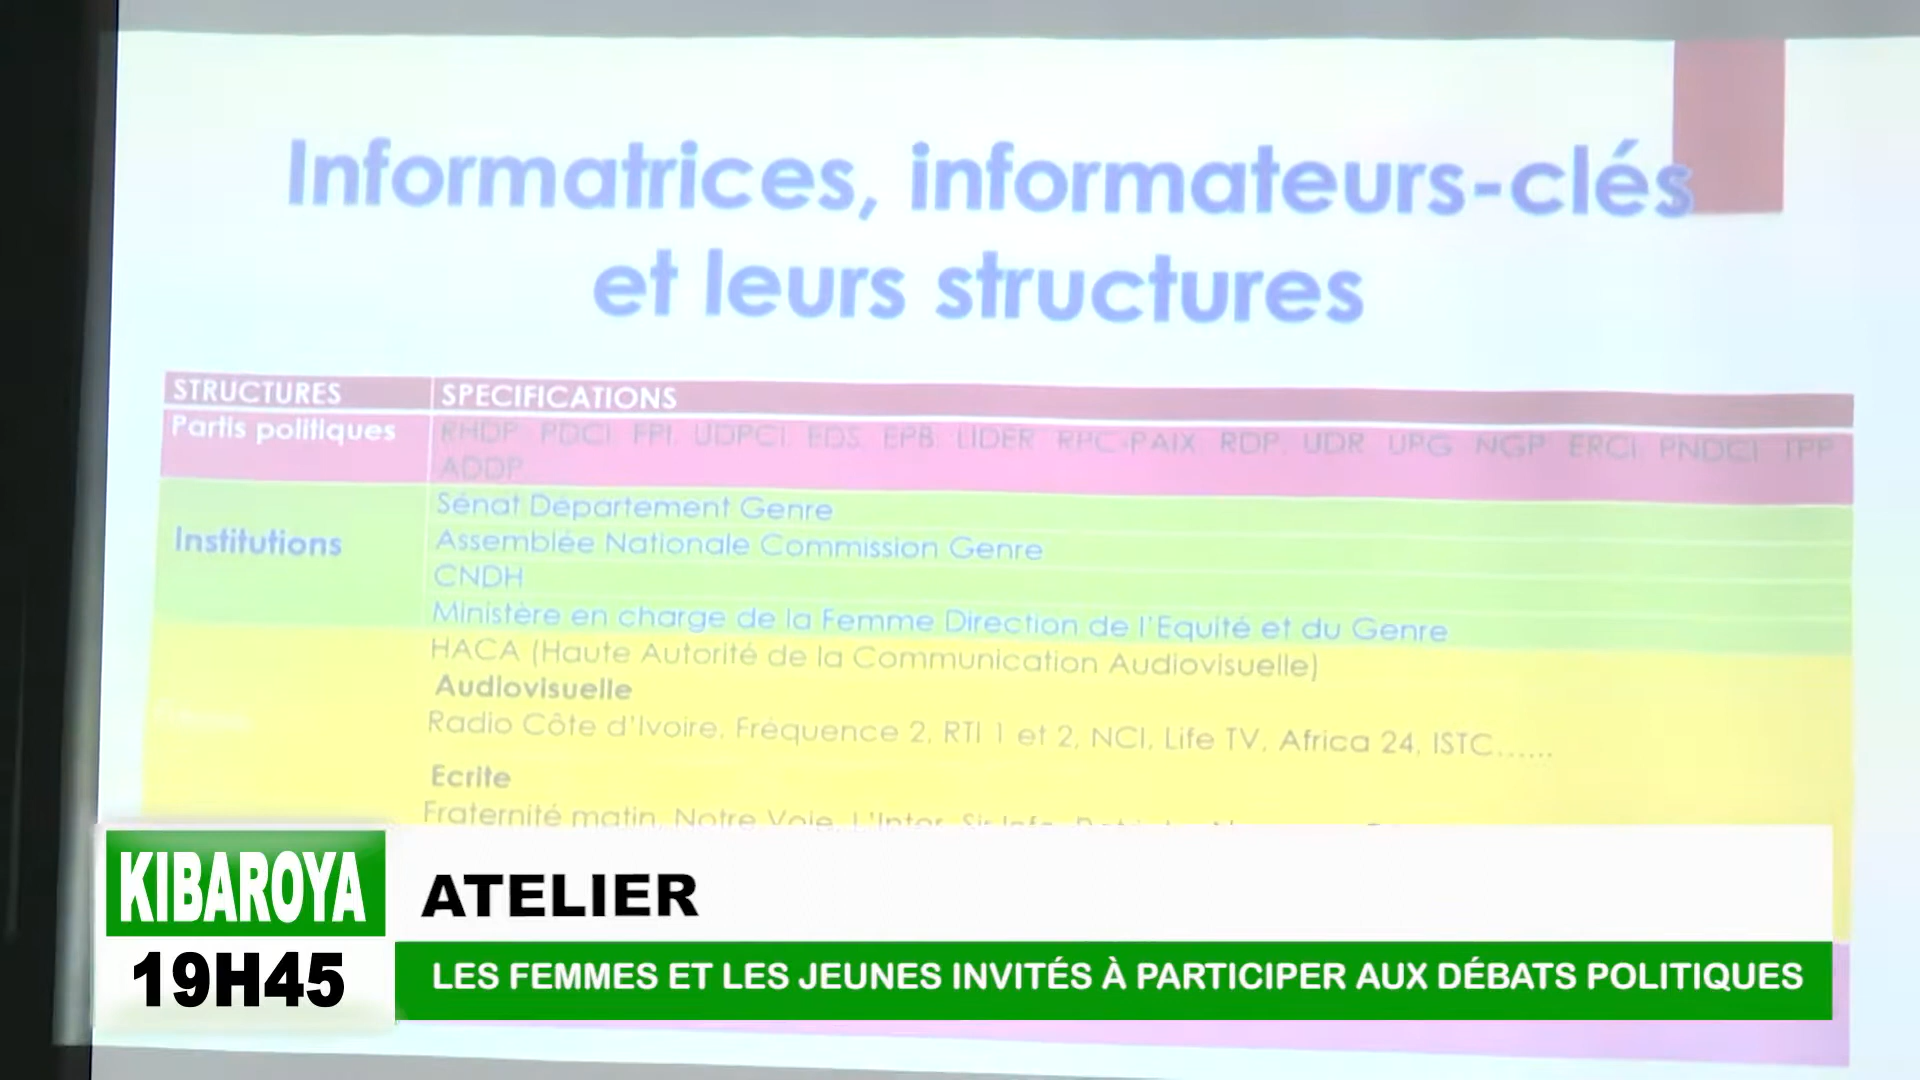 Informatrices, informateurs-clés
et leurs structures
STRUCTURES SPECIFICATIONS
Partis politiques RHDP, PDCI, FPI, UDPCI, EDS, EPB, LIDER, RPC-PAIX, RDP, UDR, URG, NGP, ERCI, PNDCI, TPP
ADDP
Sénat Département Genre
Institutions
Assemblée Nationale Commission Genre
CNDH
Ministère en charge de la Femme Direction de l'Equité et du Genre
HACA (Haute Autorité de la Communication Audiovisuelle)
Audiovisuelle
Radio Côte d'Ivoire, Fréquence 2, RTI 1 et 2, NCI, Life TV, Africa 24, ISTC......
Ecrite
Fraternité matin, Notre Voie, L'Inter,
KIBAROYA
19H45
ATELIER
LES FEMMES ET LES JEUNES INVITÉS À PARTICIPER AUX DÉBATS POLITIQUES